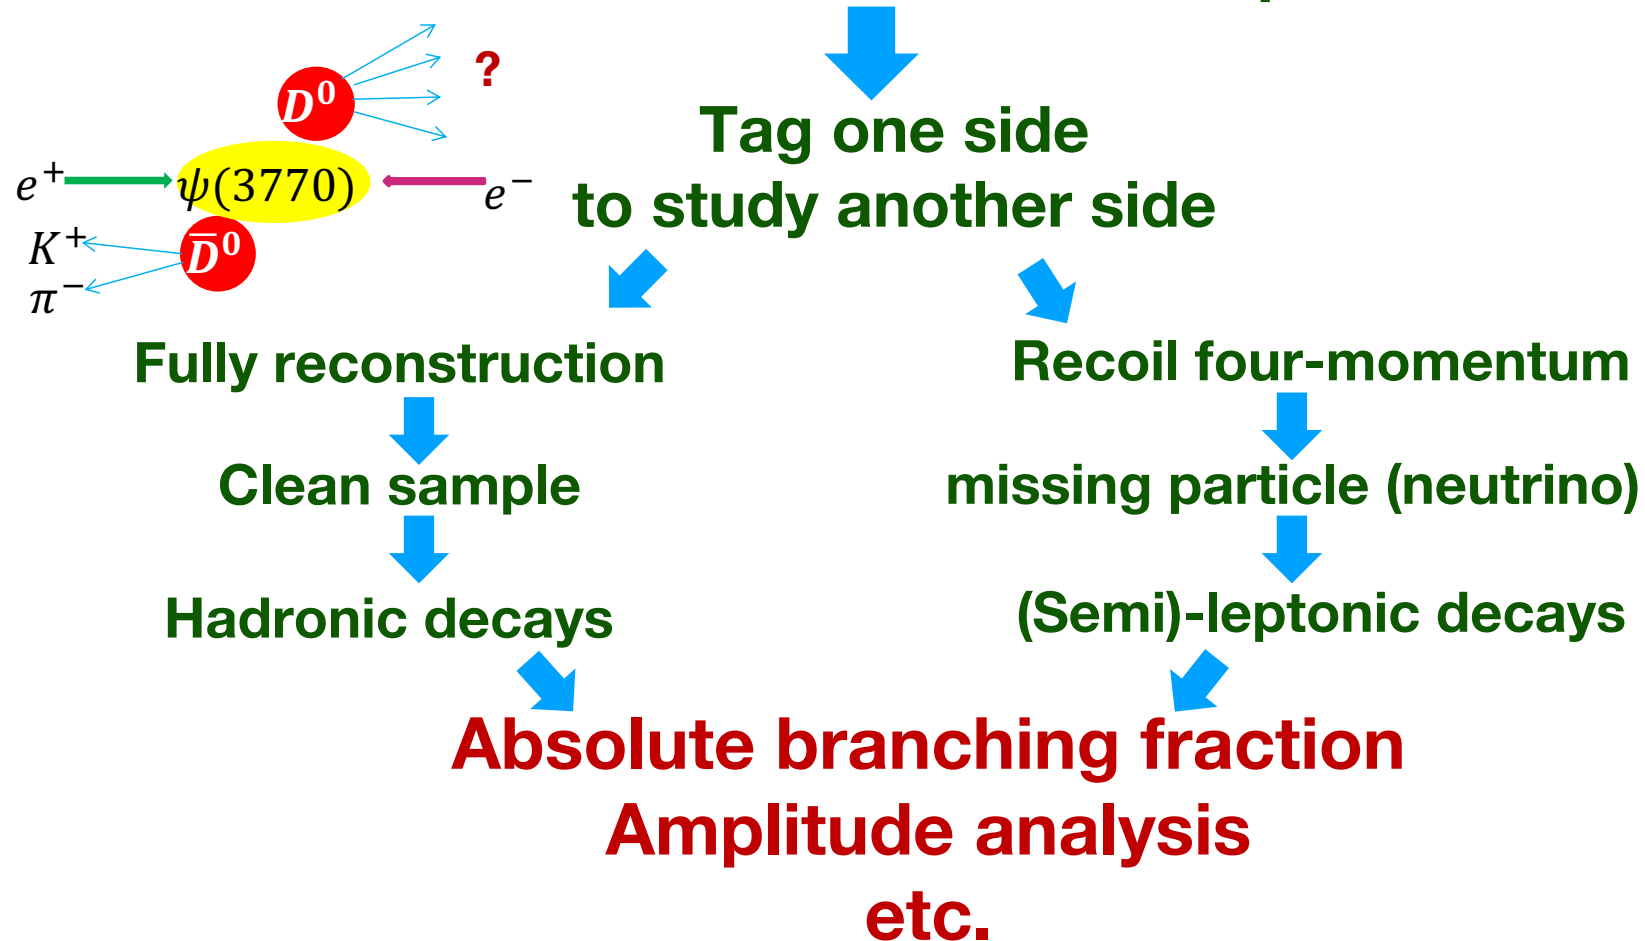 ?
D⁰
e⁺ ψ(3770) e⁻
D̅⁰
K⁺
π⁻
Tag one side
to study another side
Fully reconstruction
Recoil four-momentum
Clean sample
missing particle (neutrino)
Hadronic decays
(Semi)-leptonic decays
Absolute branching fraction
Amplitude analysis
etc.